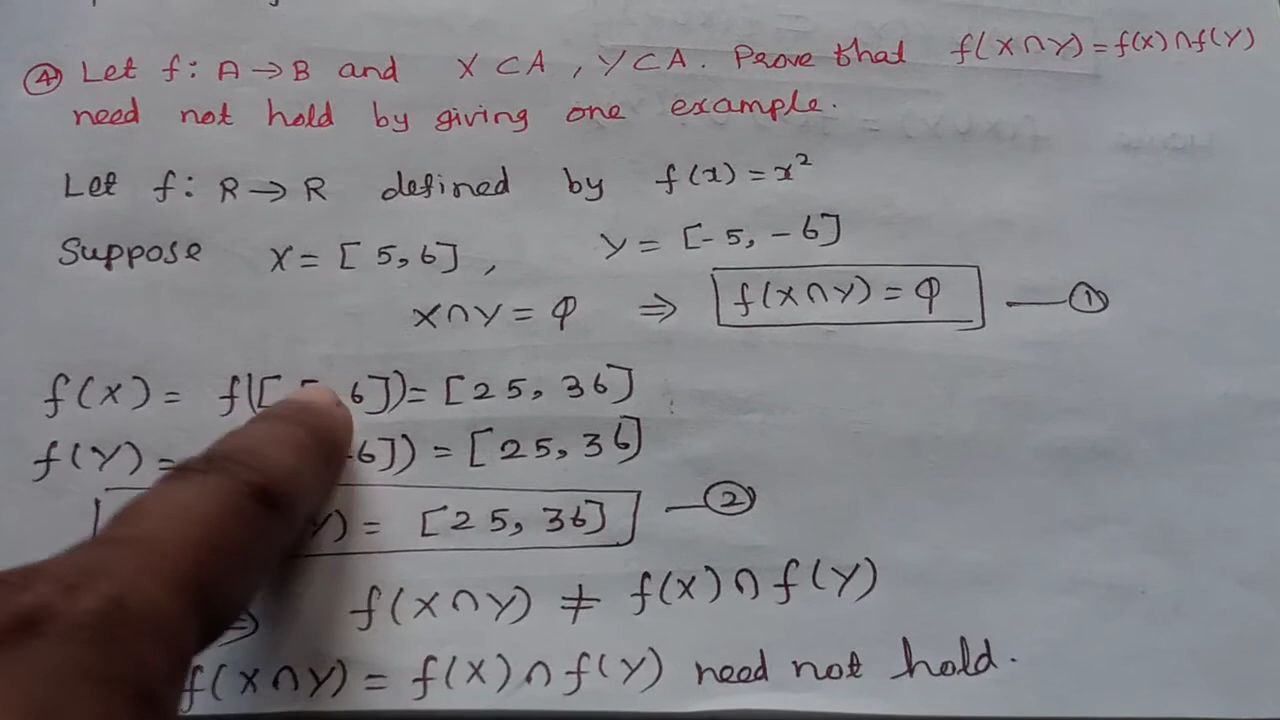 ④ Let f: A → B and X ⊂ A, Y ⊂ A. Prove that f(X∩Y) = f(X)∩f(Y)
need not hold by giving one example.
Let f: R → R defined by f(x) = x²
Suppose X = [5, 6], Y = [-5, -6]
X∩Y = φ ⇒ f(X∩Y) = φ — ①
f(X) = f([ 6]) = [25, 36]
f(Y) = 6]) = [25, 36]
Y) = [25, 36] — ②
⇒ f(X∩Y) ≠ f(X)∩f(Y)
f(X∩Y) = f(X)∩f(Y) need not hold.